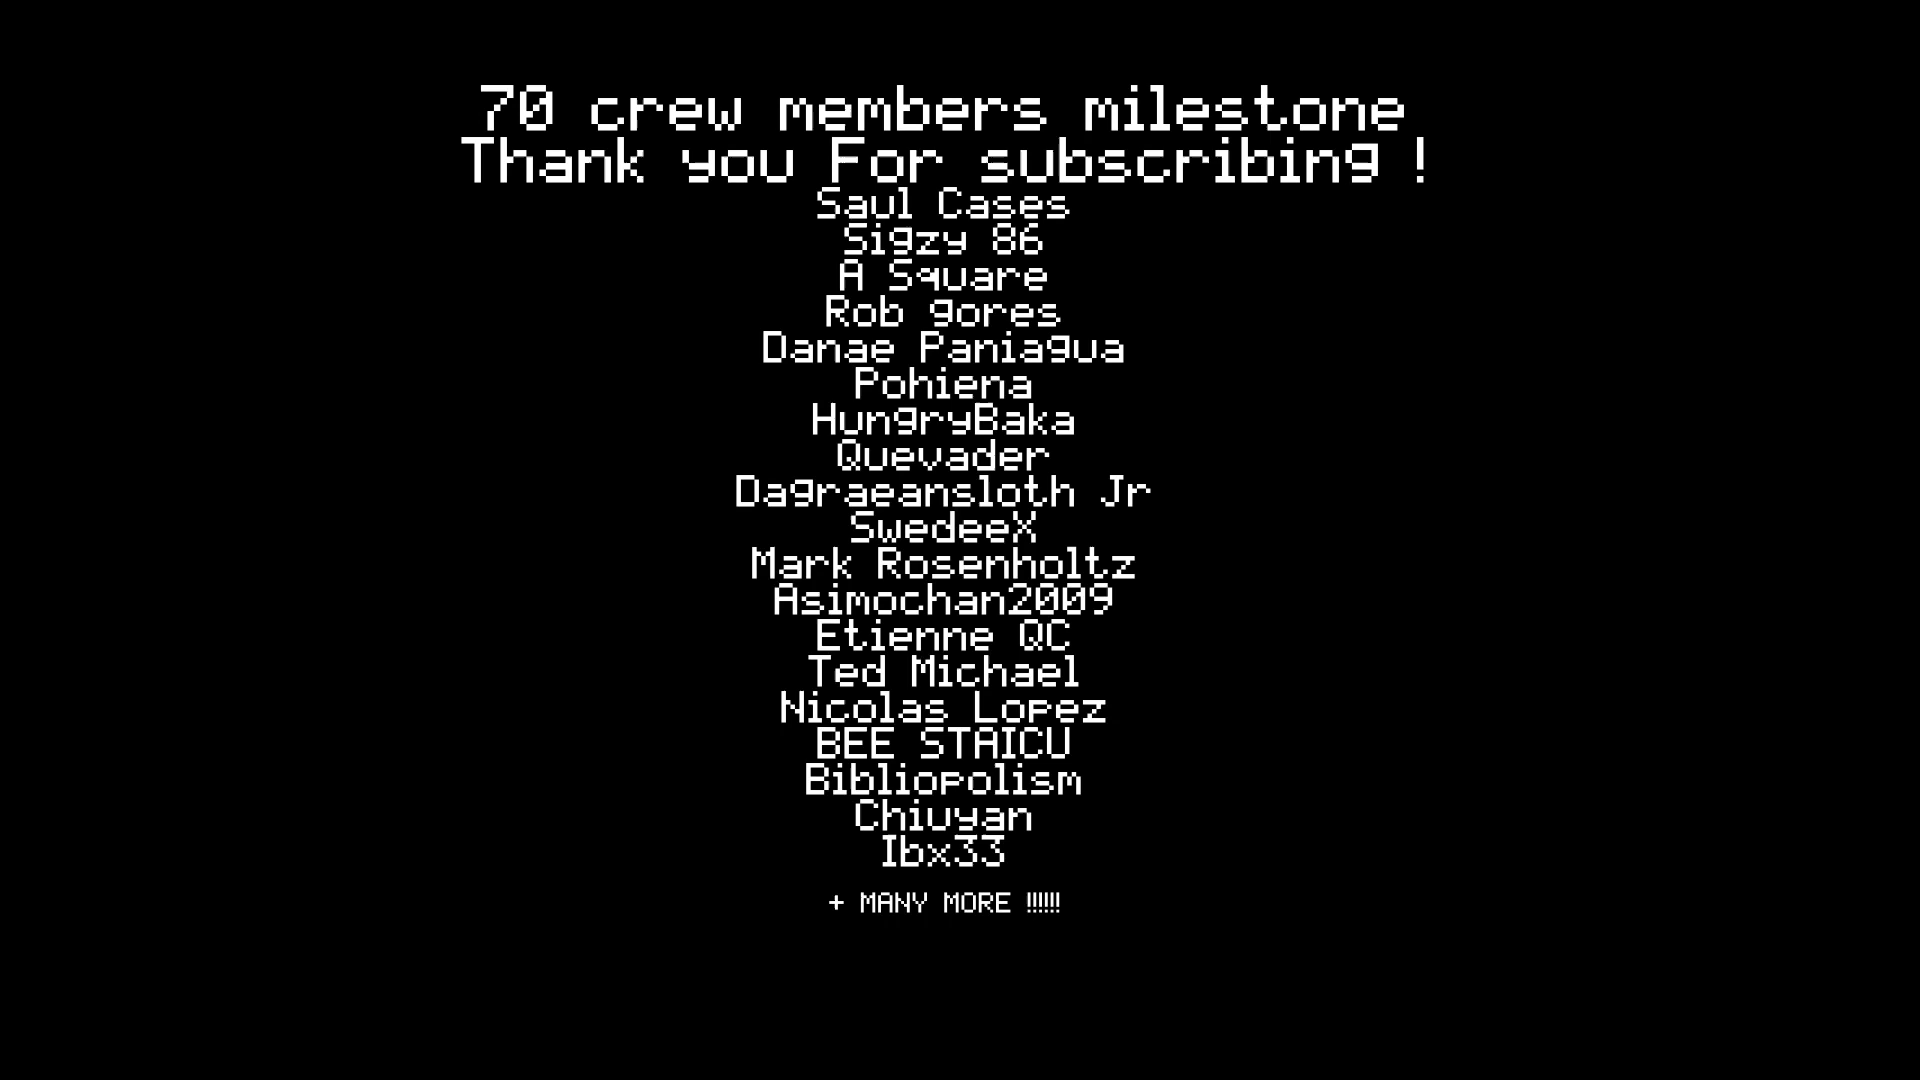 70 crew members milestone
Thank you For subscribing !
Saul Cases
Sigzy 86
A Square
Rob gores
Danae Paniagua
Pohiena
HungryBaka
Quevader
Dagraeansloth Jr
SwedeeX
Mark Rosenholtz
Asimochan2009
Etienne QC
Ted Michael
Nicolas Lopez
BEE STAICU
Bibliopolism
Chiuyan
Ibx33
+ MANY MORE !!!!!!